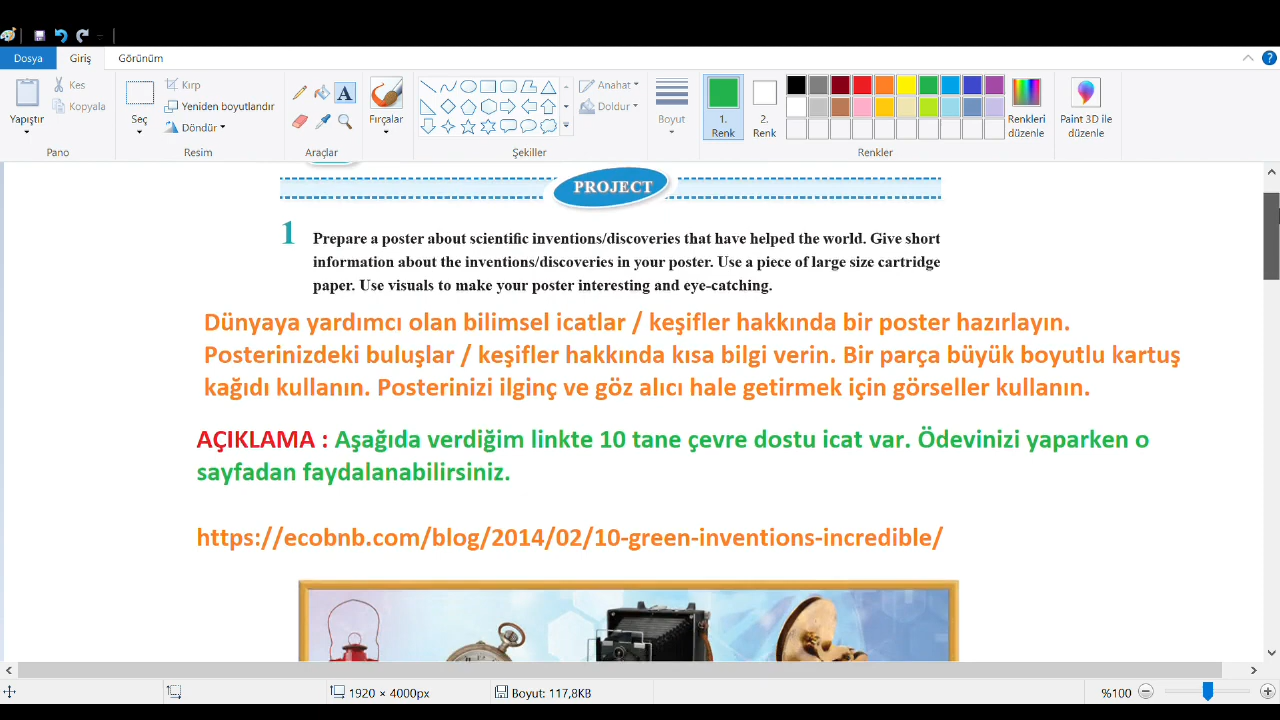 Dosya Giriş Görünüm
Yapıştır
Kes
Kopyala
Pano
Seç
Kırp
Yeniden boyutlandır
Döndür
Resim
A
Araçlar
Fırçalar
Şekiller
Anahat
Doldur
Boyut
1.
Renk
2.
Renk
Renkleri
düzenle
Renkler
Paint 3D ile
düzenle
PROJECT
1 Prepare a poster about scientific inventions/discoveries that have helped the world. Give short
information about the inventions/discoveries in your poster. Use a piece of large size cartridge
paper. Use visuals to make your poster interesting and eye-catching.
Dünyaya yardımcı olan bilimsel icatlar / keşifler hakkında bir poster hazırlayın.
Posterinizdeki buluşlar / keşifler hakkında kısa bilgi verin. Bir parça büyük boyutlu kartuş
kağıdı kullanın. Posterinizi ilginç ve göz alıcı hale getirmek için görseller kullanın.
AÇIKLAMA : Aşağıda verdiğim linkte 10 tane çevre dostu icat var. Ödevinizi yaparken o
sayfadan faydalanabilirsiniz.
https://ecobnb.com/blog/2014/02/10-green-inventions-incredible/
1920 × 4000px
Boyut: 117,8KB
%100